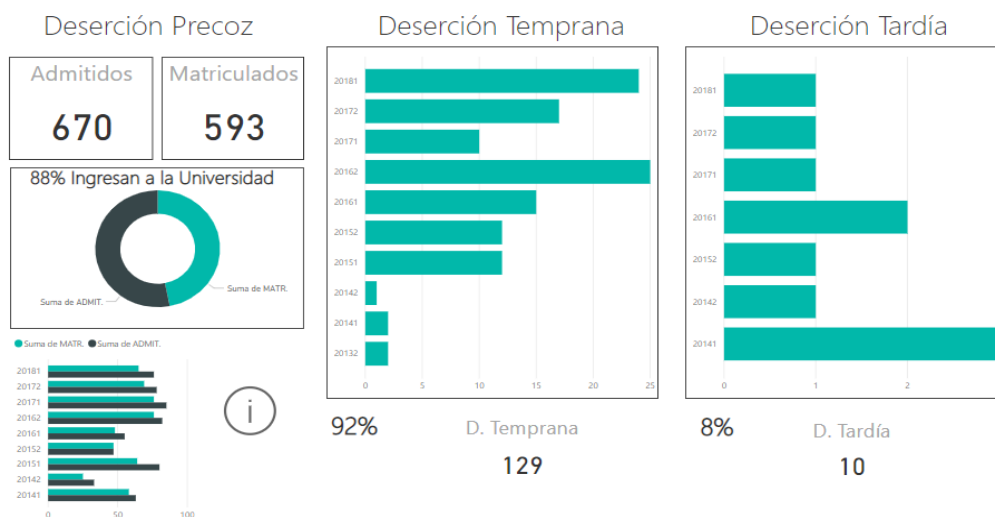 Deserción Precoz
Admitidos
670
Matriculados
593
88% Ingresan a la Universidad
Suma de MATR.
Suma de ADMIT.
Suma de MATR. Suma de ADMIT.
20181
20172
20171
20162
20161
20152
20151
20142
20141
0 50 100
i
Deserción Temprana
20181
20172
20171
20162
20161
20152
20151
20142
20141
20132
0 5 10 15 20 25
92%
D. Temprana
129
Deserción Tardía
20181
20172
20171
20161
20152
20142
20141
0 1 2
8%
D. Tardía
10